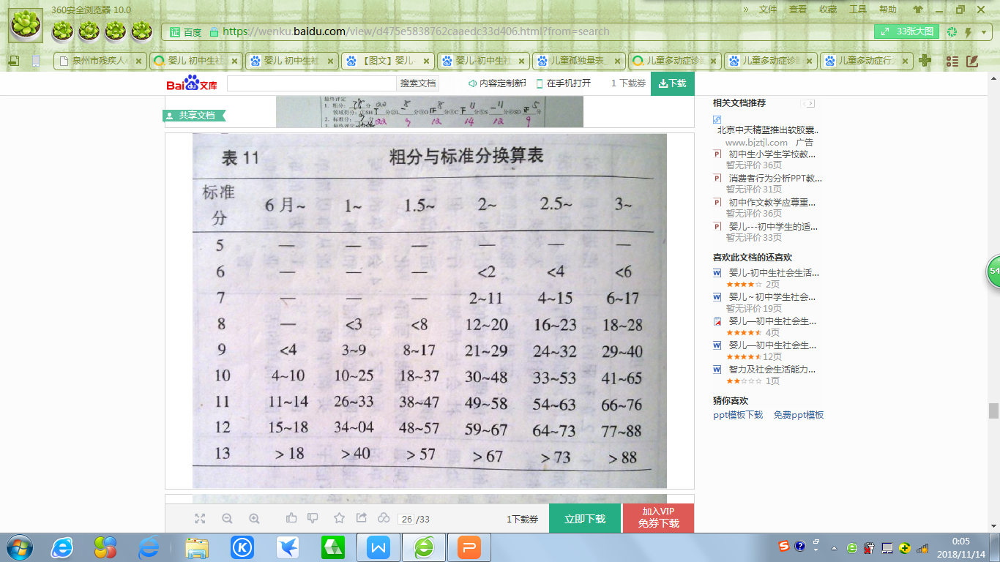 360安全浏览器 10.0
» 文件 查看 收藏 工具 帮助
证 百度 https://wenku.baidu.com/view/d475e5838762caaedc33d406.html?from=search 33张大图
泉州市残疾人 婴儿 初中生社 婴儿 初中生社 【图文】婴儿- 婴儿-初中生社 儿童孤独量表_ 儿童多动症诊 儿童多动症诊 儿童多动症行
Bai du 文库 搜索文档 内容定制新 在手机打开 1 下载券 下载
共享文档
表 11 粗分与标准分换算表
标准分 6 月~ 1~ 1.5~ 2~ 2.5~ 3~
5 — — — — — —
6 — — — <2 <4 <6
7 — — — 2~11 4~15 6~17
8 — <3 <8 12~20 16~23 18~28
9 <4 3~9 8~17 21~29 24~32 29~40
10 4~10 10~25 18~37 30~48 33~53 41~65
11 11~14 26~33 38~47 49~58 54~63 66~76
12 15~18 34~04 48~57 59~67 64~73 77~88
13 >18 >40 >57 >67 >73 >88
相关文档推荐
北京中天精蓝推出软胶囊..
www.bjztjl.com 广告
初中生小学生学校教...
暂无评价 36页
消费者行为分析PPT教...
暂无评价 31页
初中作文教学应尊重...
暂无评价 36页
婴儿---初中学生的适...
暂无评价 33页
喜欢此文档的还喜欢
婴儿-初中生社会生活...
2页
婴儿～初中学生社会...
暂无评价 19页
婴儿—初中生社会生...
4页
婴儿—初中生社会生...
12页
智力及社会生活能力...
1页
猜你喜欢
ppt模板下载 免费ppt模板
54
26 /33 1下载券 立即下载 加入VIP
免券下载
0:05
2018/11/14